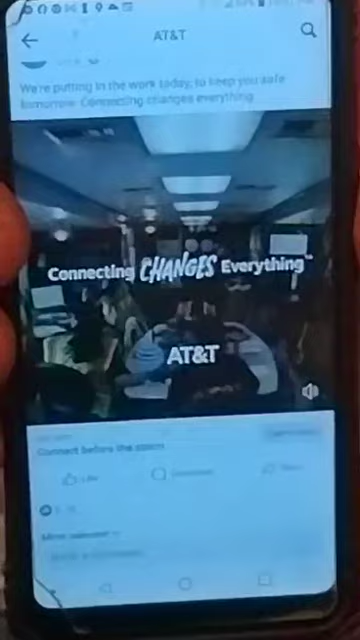 AT&T
We're putting in the work today, to keep you safe
tomorrow. Connecting changes everything
Connecting CHANGES Everything™
AT&T
Connect before the storm
Like